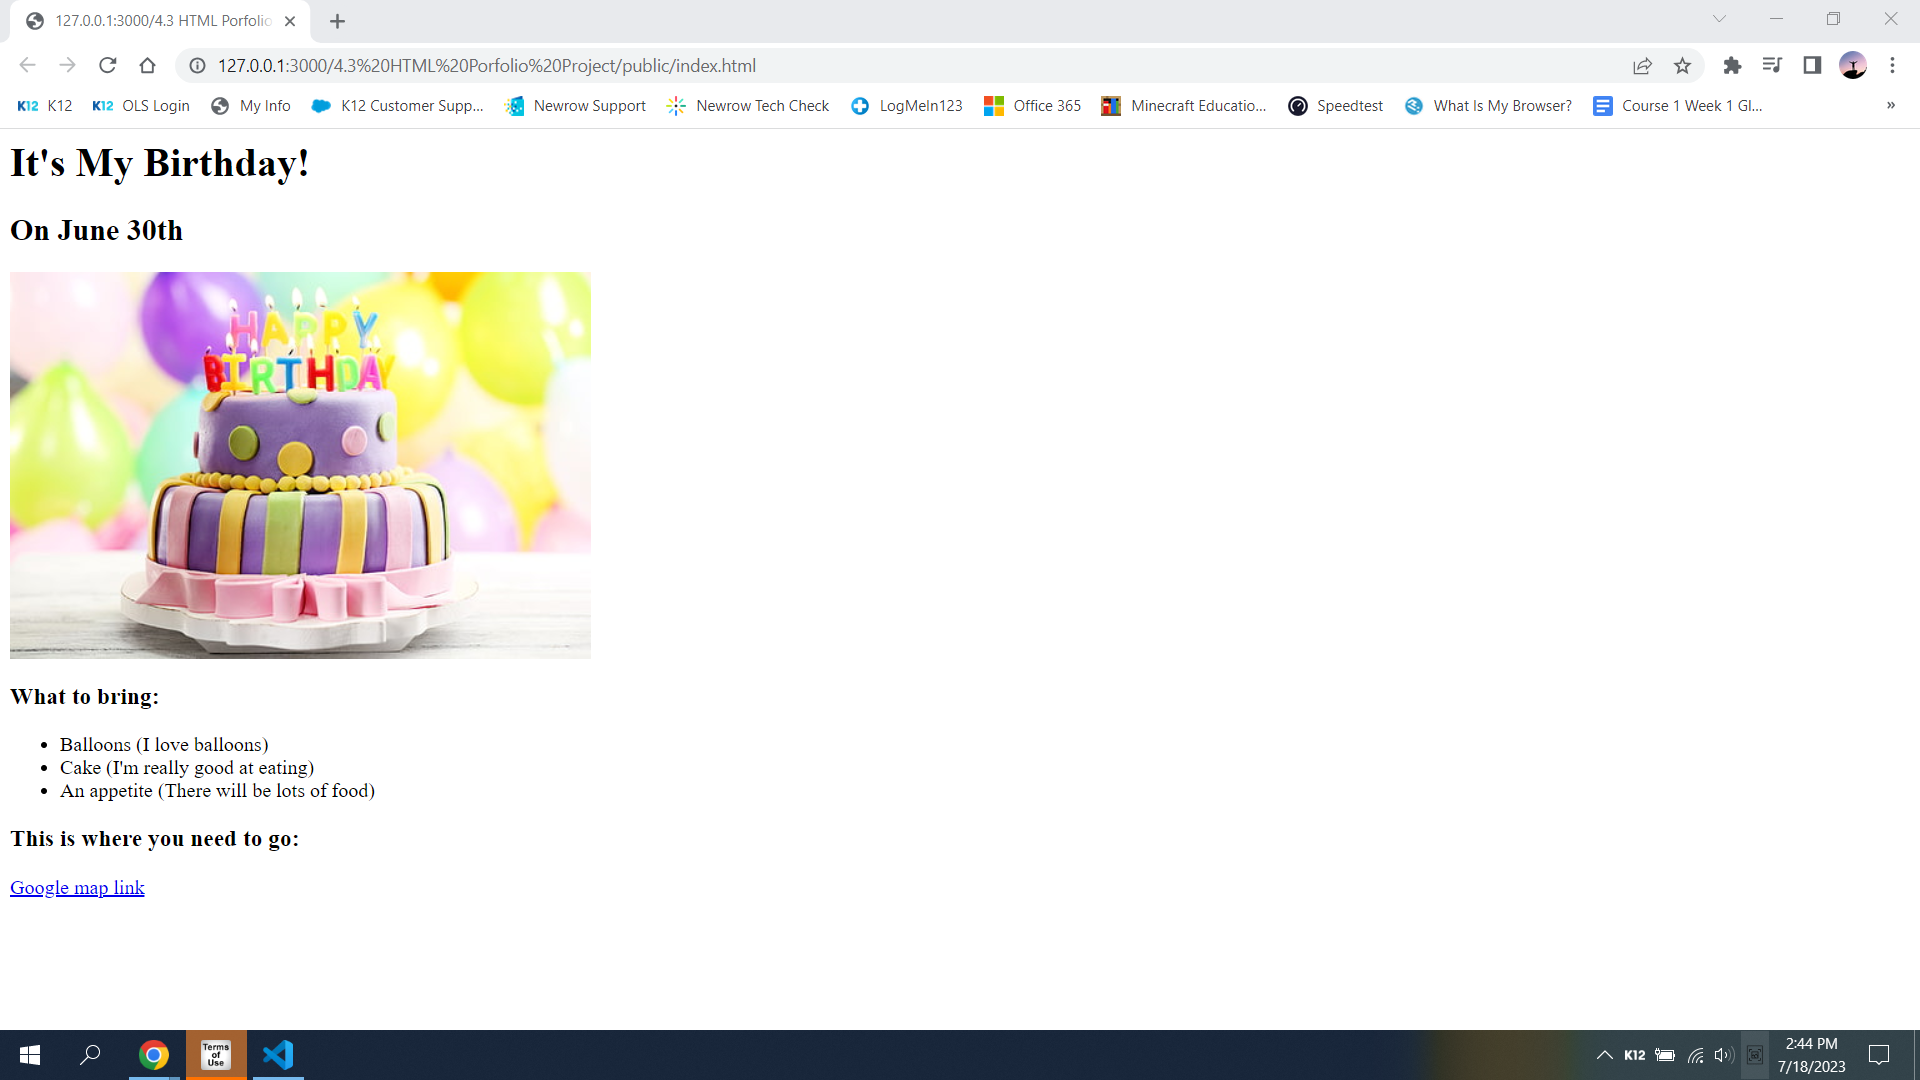 127.0.0.1:3000/4.3 HTML Porfolio
127.0.0.1:3000/4.3%20HTML%20Porfolio%20Project/public/index.html
K12 K12 K12 OLS Login My Info K12 Customer Supp... Newrow Support Newrow Tech Check LogMeIn123 Office 365 Minecraft Educatio... Speedtest What Is My Browser? Course 1 Week 1 Gl... »
It's My Birthday!
On June 30th
HAPPY
BIRTHDAY
What to bring:
• Balloons (I love balloons)
• Cake (I'm really good at eating)
• An appetite (There will be lots of food)
This is where you need to go:
Google map link
Terms
of
Use
K12
2:44 PM
7/18/2023